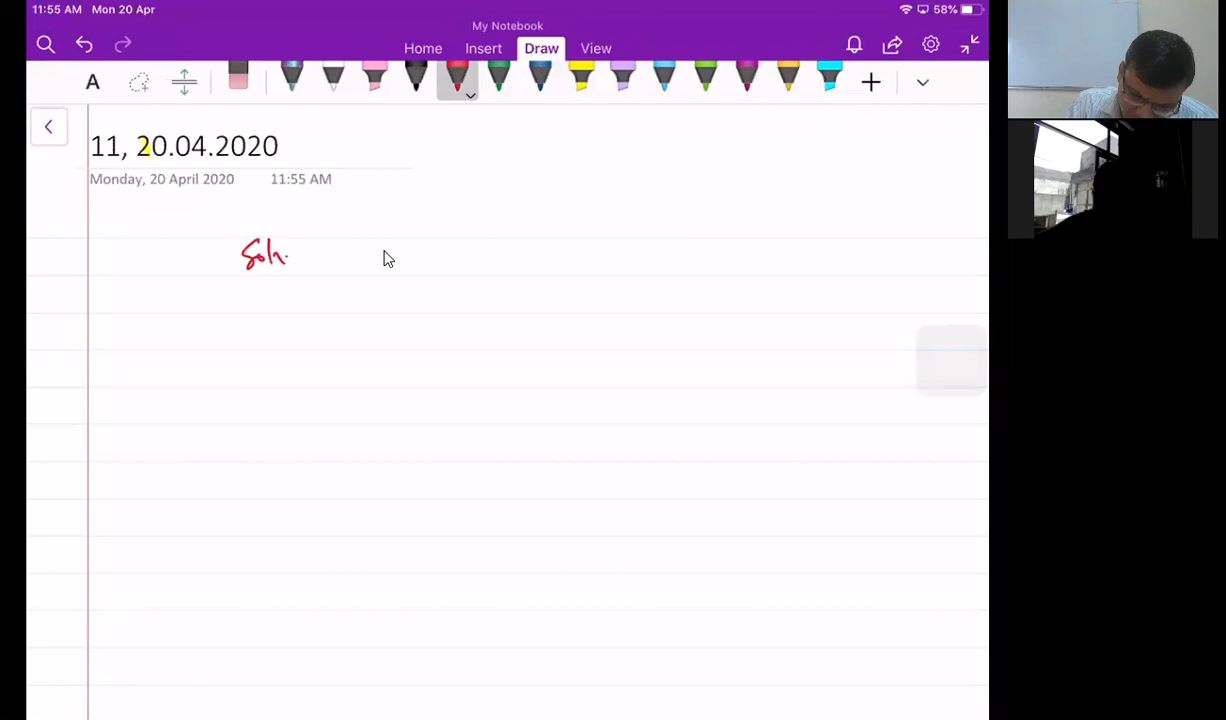 11:55 AM Mon 20 Apr
58%
My Notebook
Home Insert Draw View
A
11, 20.04.2020
Monday, 20 April 2020 11:55 AM
Soln.